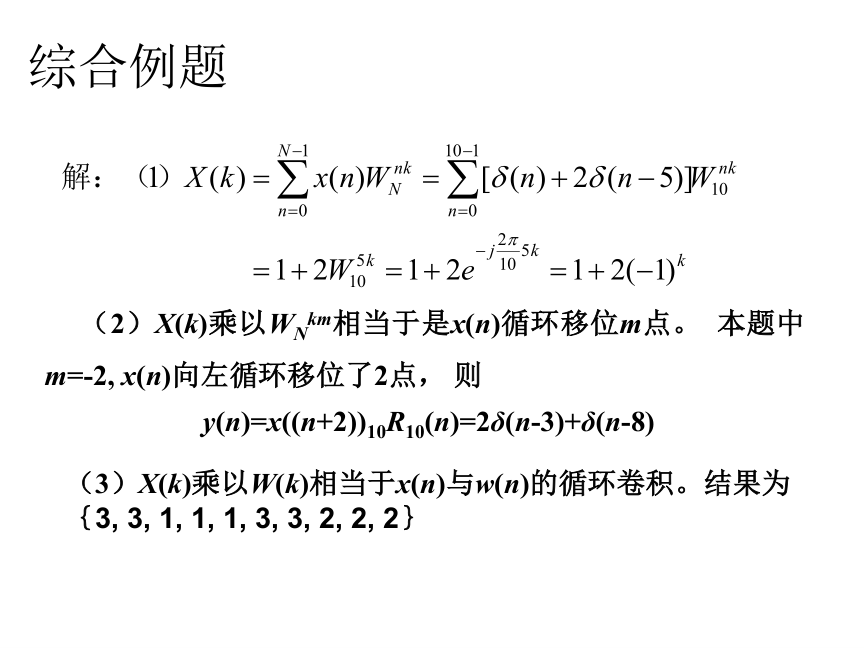 综合例题
解： (1) X(k) = ∑_{n=0}^{N−1} x(n)W_N^{nk} = ∑_{n=0}^{10−1} [δ(n) + 2δ(n−5)]W_{10}^{nk}
= 1 + 2W_{10}^{5k} = 1 + 2e^{−j\frac{2π}{10}5k} = 1 + 2(−1)^k
（2）X(k)乘以W_N^{km}相当于是x(n)循环移位m点。 本题中
m=-2, x(n)向左循环移位了2点， 则
y(n)=x((n+2))_{10}R_{10}(n)=2δ(n-3)+δ(n-8)
（3）X(k)乘以W(k)相当于x(n)与w(n)的循环卷积。结果为
｛3, 3, 1, 1, 1, 3, 3, 2, 2, 2｝